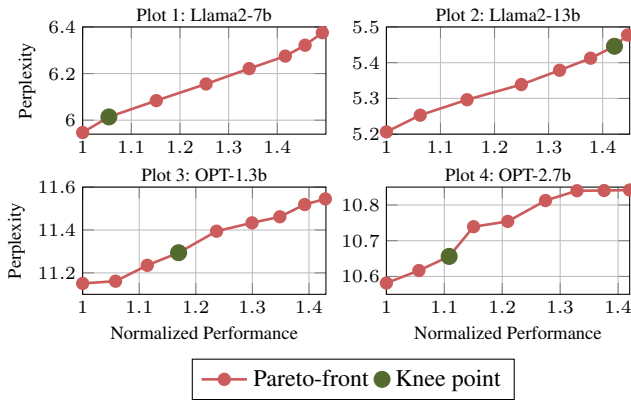 Plot 1: Llama2-7b
Plot 2: Llama2-13b
Perplexity
6.4
6.2
6
1 1.1 1.2 1.3 1.4
5.5
5.4
5.3
5.2
1 1.1 1.2 1.3 1.4
Plot 3: OPT-1.3b
Plot 4: OPT-2.7b
Perplexity
11.6
11.4
11.2
1 1.1 1.2 1.3 1.4
10.8
10.7
10.6
1 1.1 1.2 1.3 1.4
Normalized Performance
Normalized Performance
Pareto-front Knee point